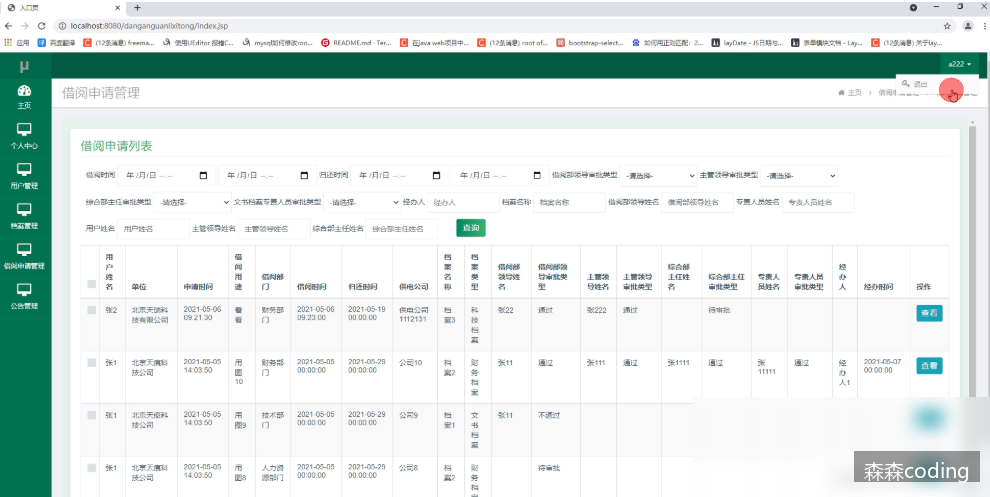 入口页
localhost:8080/danganguanlixitong/index.jsp
应用 百度翻译 (12条消息) freema... 使用UEditor 报错C... mysql如何修改roo... README.md · Ter... 在java web项目中... (12条消息) root of... bootstrap-select... 如何用正则匹配：2... layDate - JS日期与... 表单模块文档 - Lay... (12条消息) 关于lay...
μ
a222
退出
主页
个人中心
用户管理
档案管理
借阅申请管理
公告管理
借阅申请管理
主页 > 借阅申
借阅申请列表
借阅时间 年 /月/日 --:-- 年 /月/日 --:-- 归还时间 年 /月/日 --:-- 年 /月/日 --:-- 借阅部领导审批类型 -请选择- 主管领导审批类型 -请选择-
综合部主任审批类型 -请选择- 文书档案专责人员审批类型 -请选择- 经办人 经办人 档案名称 档案名称 借阅部领导姓名 借阅部领导姓名 专责人员姓名 专责人员姓名
用户姓名 用户姓名 主管领导姓名 主管领导姓名 综合部主任姓名 综合部主任姓名 查询
用户姓名 单位 申请时间 借阅用途 借阅部门 借阅时间 归还时间 供电公司 档案名称 档案类型 借阅部领导姓名 借阅部领导审批类型 主管领导姓名 主管领导审批类型 综合部主任姓名 综合部主任审批类型 专责人员姓名 专责人员审批类型 经办人 经办时间 操作
张2 北京天瑞科技有限公司 2021-05-06 09:21:30 看看 财务部门 2021-05-06 09:23:00 2021-05-19 00:00:00 供电公司1112131 档案3 科技档案 张22 通过 张222 通过 待审批 查看
张1 北京天痕科技公司 2021-05-05 14:03:50 用图10 财务部门 2021-05-05 00:00:00 2021-05-29 00:00:00 公司10 档案2 财务档案 张11 通过 张111 通过 张1111 通过 张11111 通过 经办人1 2021-05-07 00:00:00 查看
张1 北京天痕科技公司 2021-05-05 14:03:50 用图9 技术部门 2021-05-05 00:00:00 2021-05-29 00:00:00 公司9 档案1 文书档案 张11 不通过
张1 北京天痕科技公司 2021-05-05 14:03:50 用图8 人力资源部门 2021-05-05 00:00:00 2021-05-29 00:00:00 公司8 档案2 财务档 待审批
森森coding